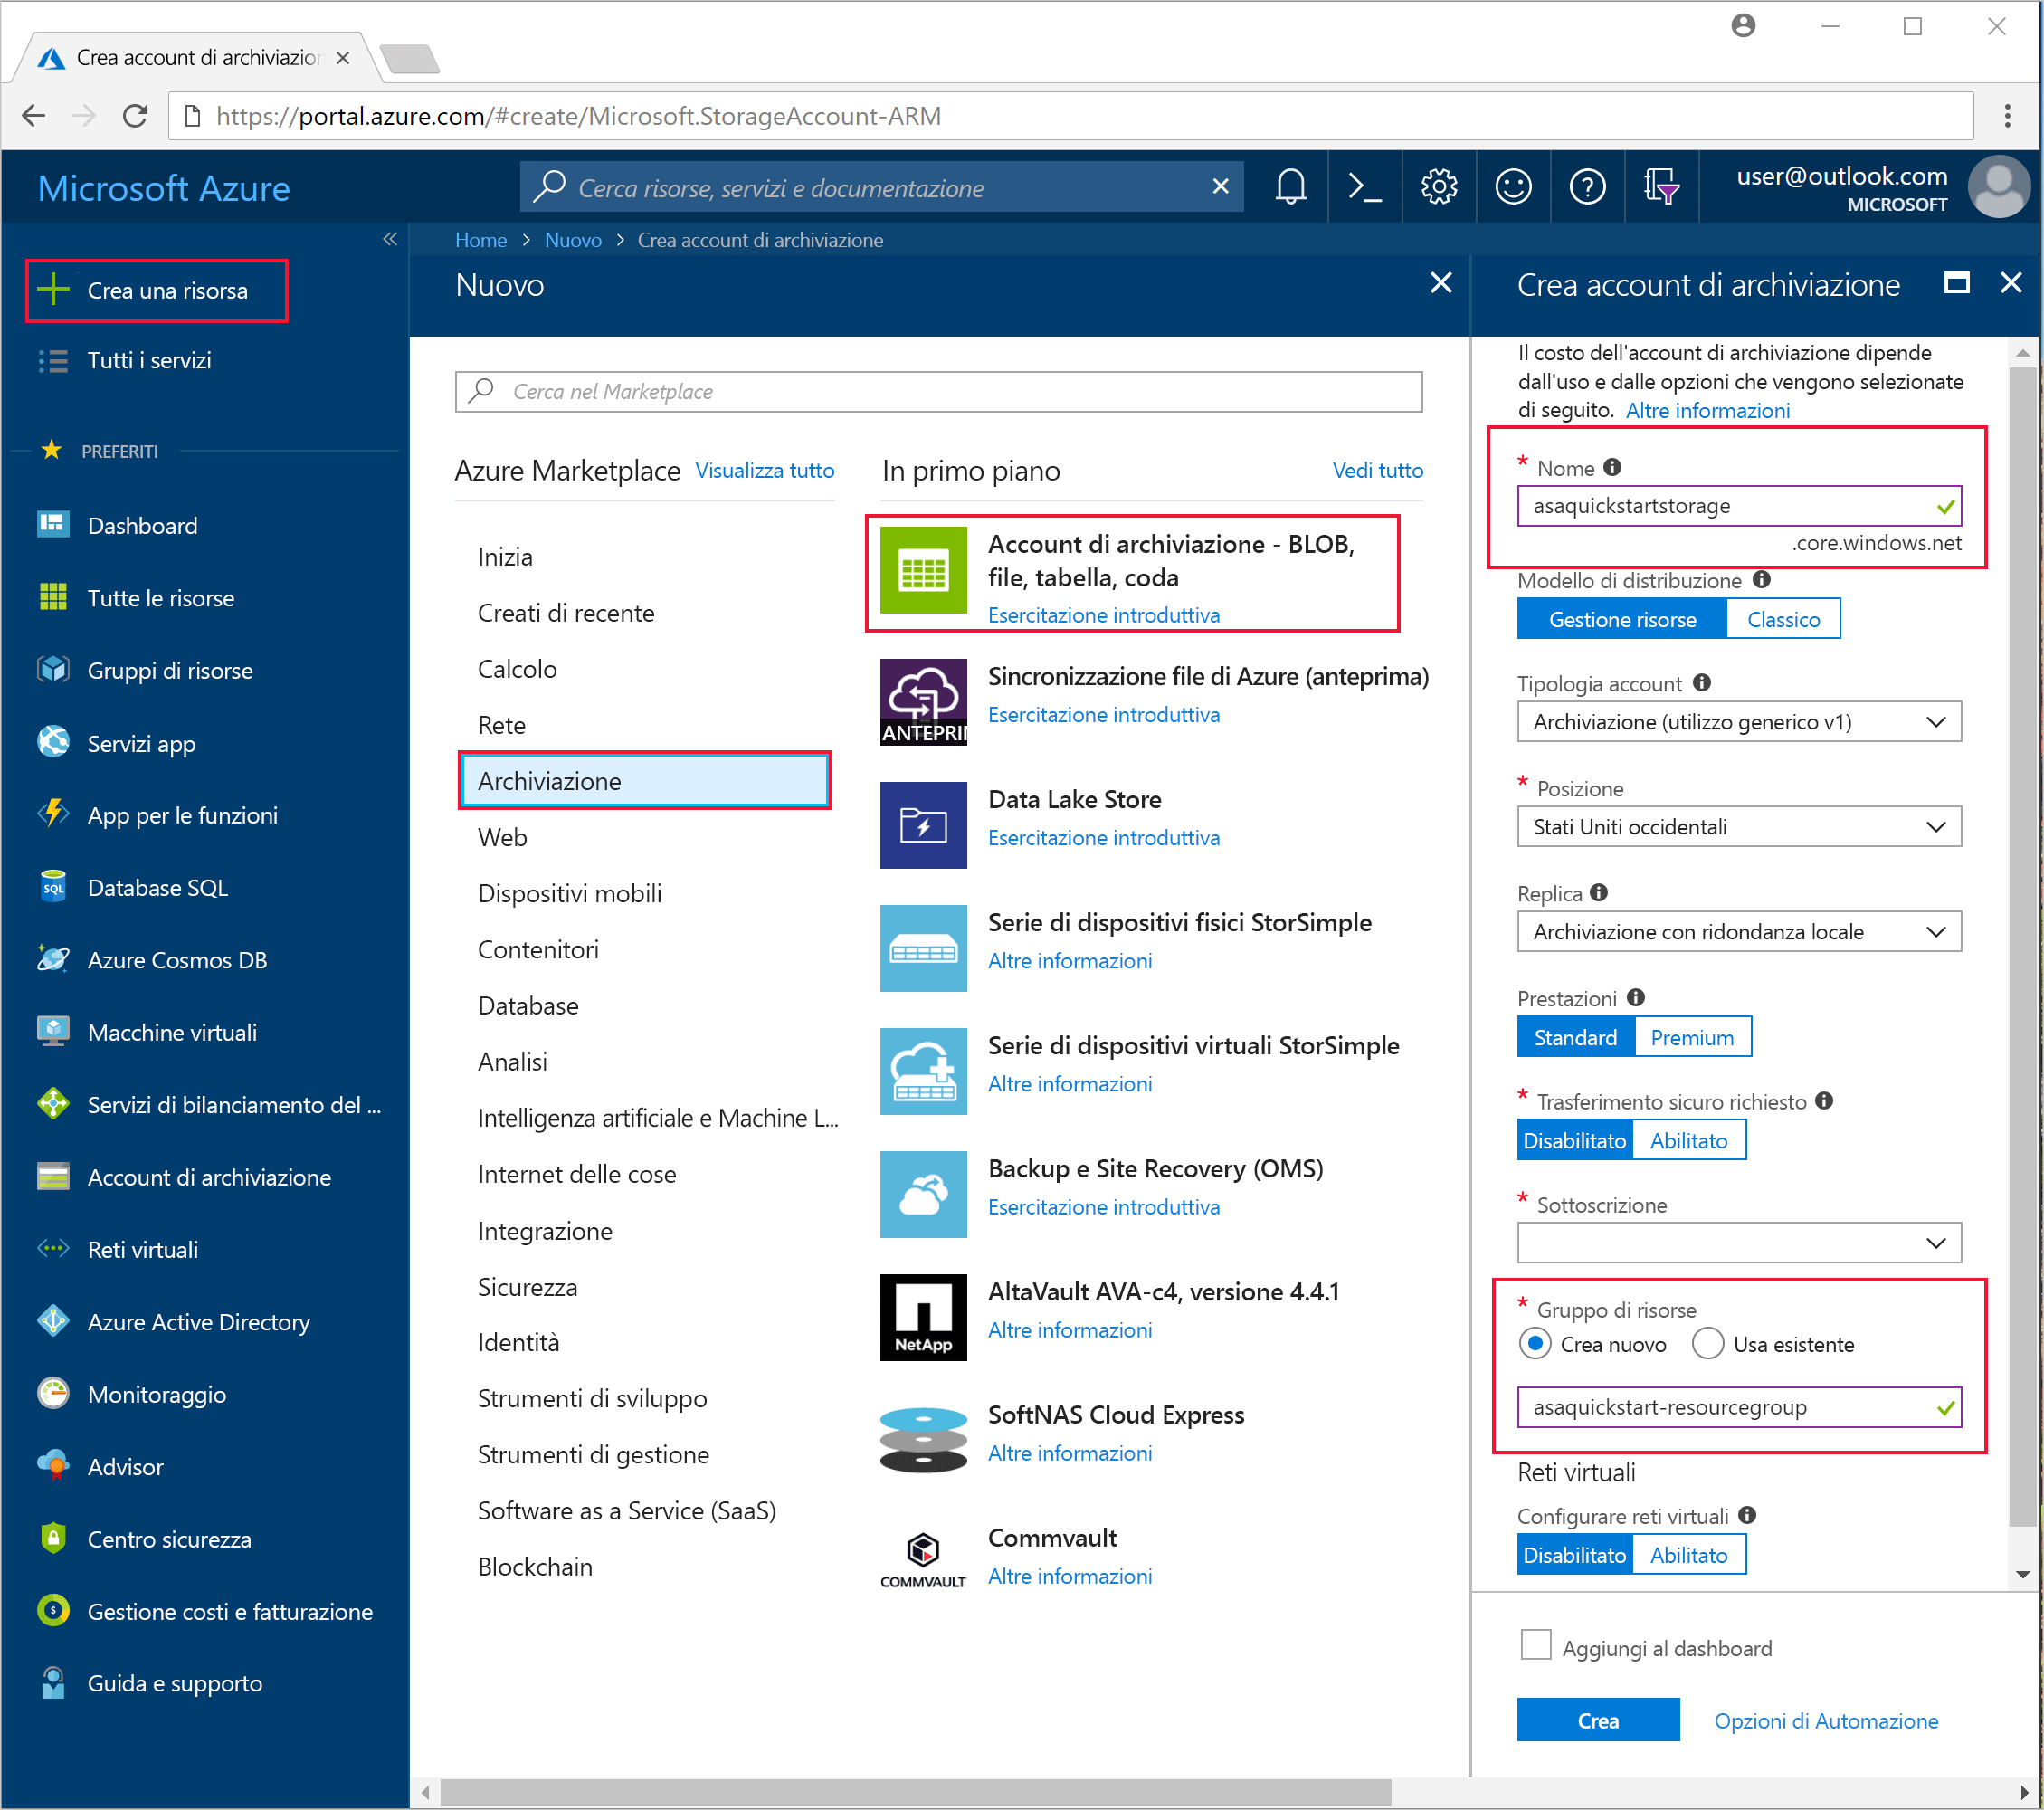 Crea account di archiviazion
https://portal.azure.com/#create/Microsoft.StorageAccount-ARM
Microsoft Azure
Cerca risorse, servizi e documentazione
user@outlook.com
MICROSOFT
Home > Nuovo > Crea account di archiviazione
Crea una risorsa
Tutti i servizi
PREFERITI
Dashboard
Tutte le risorse
Gruppi di risorse
Servizi app
App per le funzioni
SQL
Database SQL
Azure Cosmos DB
Macchine virtuali
Servizi di bilanciamento del ...
Account di archiviazione
Reti virtuali
Azure Active Directory
Monitoraggio
Advisor
Centro sicurezza
Gestione costi e fatturazione
Guida e supporto
Nuovo
Cerca nel Marketplace
Azure Marketplace Visualizza tutto
Inizia
Creati di recente
Calcolo
Rete
Archiviazione
Web
Dispositivi mobili
Contenitori
Database
Analisi
Intelligenza artificiale e Machine L...
Internet delle cose
Integrazione
Sicurezza
Identità
Strumenti di sviluppo
Strumenti di gestione
Software as a Service (SaaS)
Blockchain
In primo piano Vedi tutto
Account di archiviazione - BLOB,
file, tabella, coda
Esercitazione introduttiva
ANTEPRI
Sincronizzazione file di Azure (anteprima)
Esercitazione introduttiva
Data Lake Store
Esercitazione introduttiva
Serie di dispositivi fisici StorSimple
Altre informazioni
Serie di dispositivi virtuali StorSimple
Altre informazioni
Backup e Site Recovery (OMS)
Esercitazione introduttiva
NetApp
AltaVault AVA-c4, versione 4.4.1
Altre informazioni
SoftNAS Cloud Express
Altre informazioni
COMMVAULT
Commvault
Altre informazioni
Crea account di archiviazione
Il costo dell'account di archiviazione dipende
dall'uso e dalle opzioni che vengono selezionate
di seguito. Altre informazioni
* Nome
asaquickstartstorage
.core.windows.net
Modello di distribuzione
Gestione risorse Classico
Tipologia account
Archiviazione (utilizzo generico v1)
* Posizione
Stati Uniti occidentali
Replica
Archiviazione con ridondanza locale
Prestazioni
Standard Premium
* Trasferimento sicuro richiesto
Disabilitato Abilitato
* Sottoscrizione
* Gruppo di risorse
Crea nuovo Usa esistente
asaquickstart-resourcegroup
Reti virtuali
Configurare reti virtuali
Disabilitato Abilitato
Aggiungi al dashboard
Crea Opzioni di Automazione